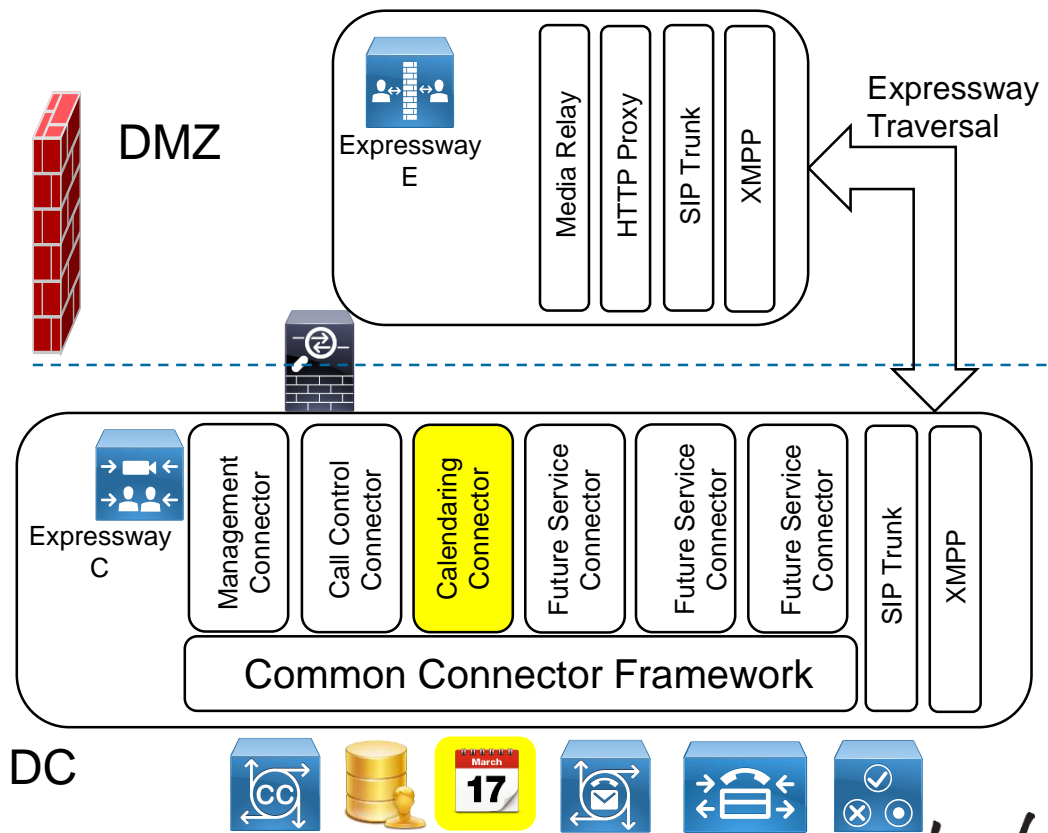 DMZ
Expressway
E
Media Relay
HTTP Proxy
SIP Trunk
XMPP
Expressway
Traversal
Expressway
C
Management
Connector
Call Control
Connector
Calendaring
Connector
Future Service
Connector
Future Service
Connector
Future Service
Connector
SIP Trunk
XMPP
Common Connector Framework
DC
CC
March
17